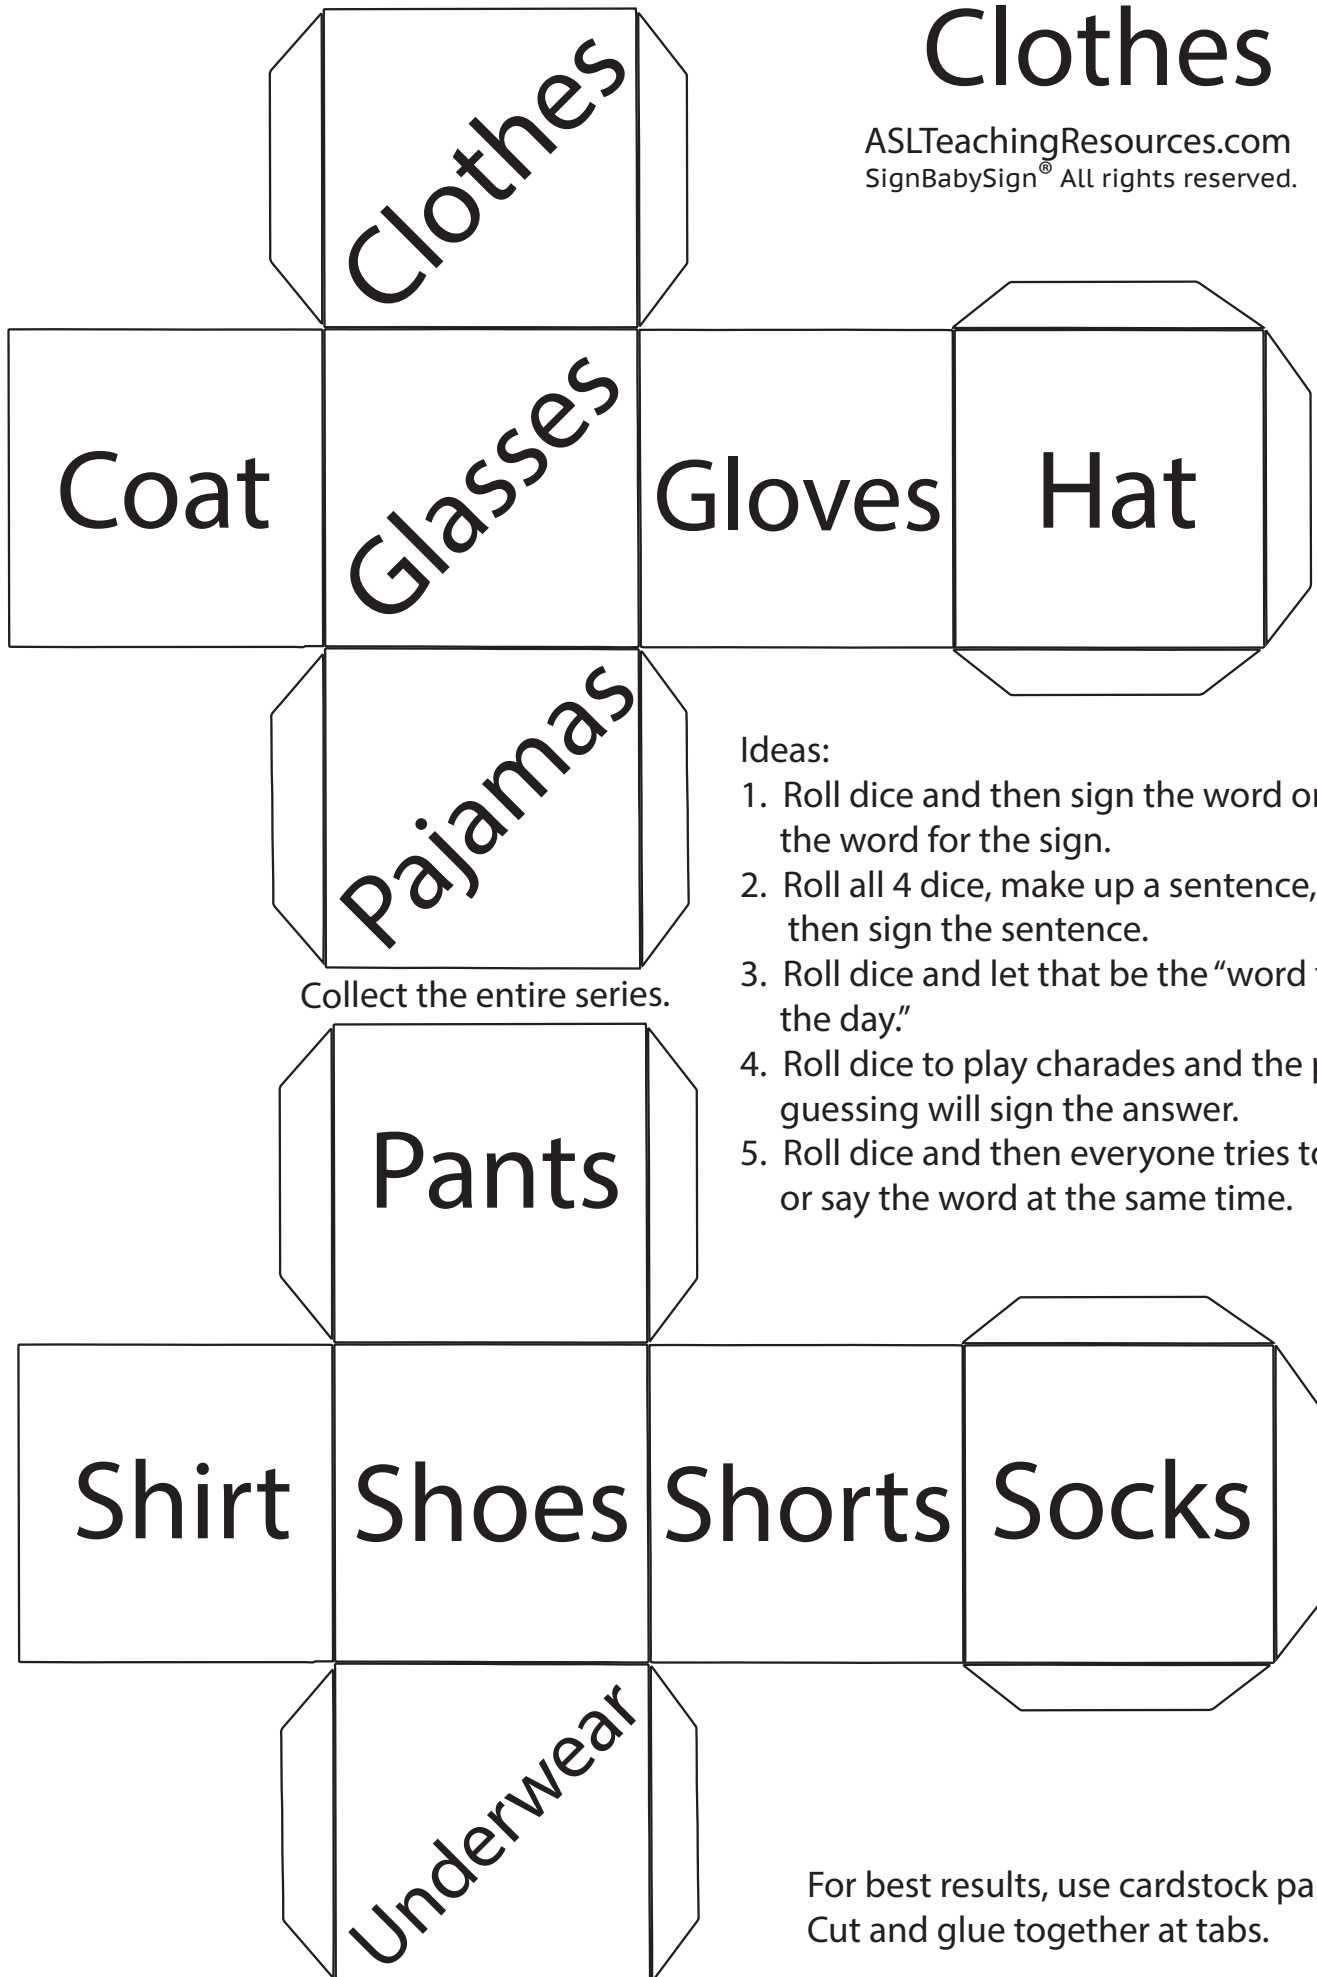 Clothes
ASLTeachingResources.com
SignBabySign® All rights reserved.
Clothes
Coat
Glasses
Gloves
Hat
Pajamas
Collect the entire series.
Ideas:
1. Roll dice and then sign the word or
the word for the sign.
2. Roll all 4 dice, make up a sentence,
then sign the sentence.
3. Roll dice and let that be the “word
the day.”
4. Roll dice to play charades and the
guessing will sign the answer.
5. Roll dice and then everyone tries to
or say the word at the same time.
Pants
Shirt
Shoes
Shorts
Socks
Underwear
For best results, use cardstock
Cut and glue together at tabs.